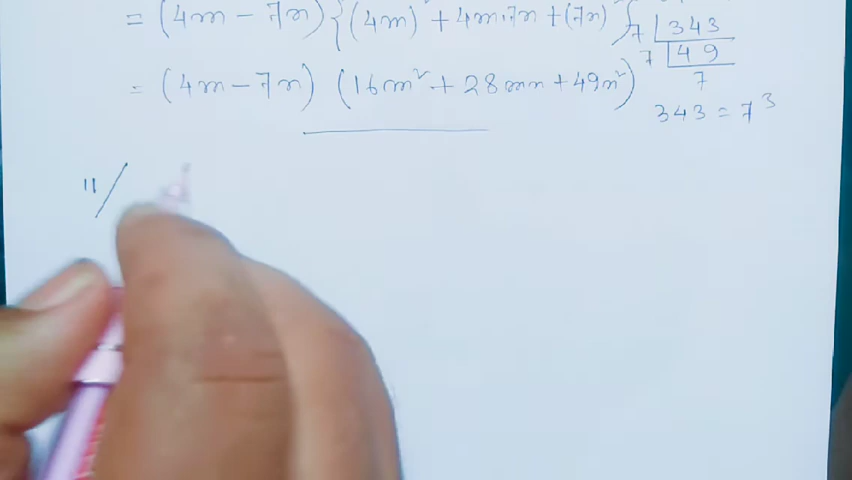 = (4m − 7n) {(4m)² + 4m.7n + (7n)²}
= (4m − 7n) (16m² + 28mn + 49n²)
7 | 343
7 | 49
7
343 = 7³
11/